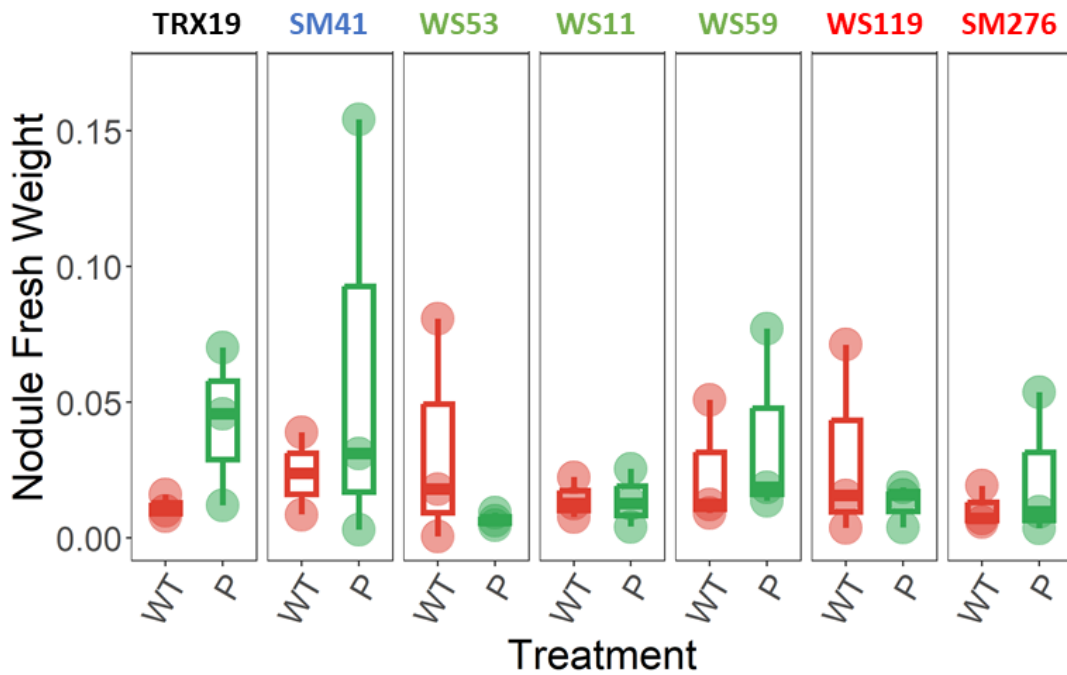 TRX19 SM41 WS53 WS11 WS59 WS119 SM276
Nodule Fresh Weight
0.15
0.10
0.05
0.00
WT P WT P WT P WT P WT P WT P WT P
Treatment